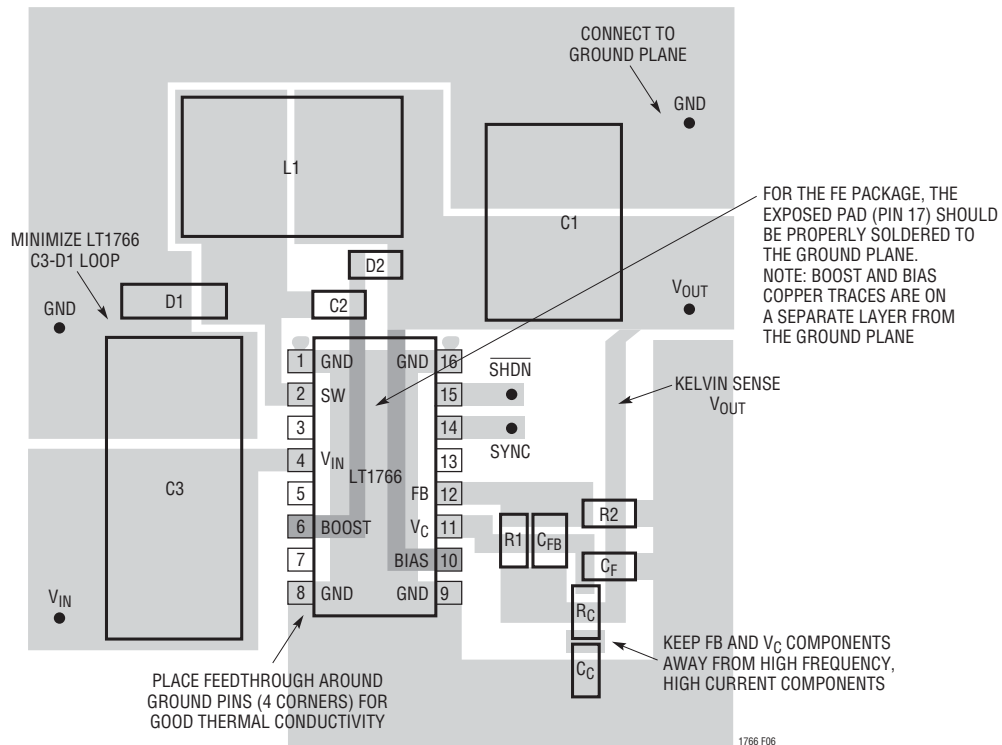 CONNECT TO
GROUND PLANE
GND
L1
C1
FOR THE FE PACKAGE, THE
EXPOSED PAD (PIN 17) SHOULD
BE PROPERLY SOLDERED TO
THE GROUND PLANE.
NOTE: BOOST AND BIAS
COPPER TRACES ARE ON
A SEPARATE LAYER FROM
THE GROUND PLANE
MINIMIZE LT1766
C3-D1 LOOP
D2
GND
D1
C2
VOUT
1 GND
GND 16
2 SW
15
SHDN
3
14
SYNC
KELVIN SENSE
VOUT
4 VIN
13
C3
LT1766
5
FB 12
R2
6 BOOST
VC 11
R1
CFB
7
BIAS 10
CF
8 GND
GND 9
VIN
RC
CC
KEEP FB AND VC COMPONENTS
AWAY FROM HIGH FREQUENCY,
HIGH CURRENT COMPONENTS
PLACE FEEDTHROUGH AROUND
GROUND PINS (4 CORNERS) FOR
GOOD THERMAL CONDUCTIVITY
1766 F06